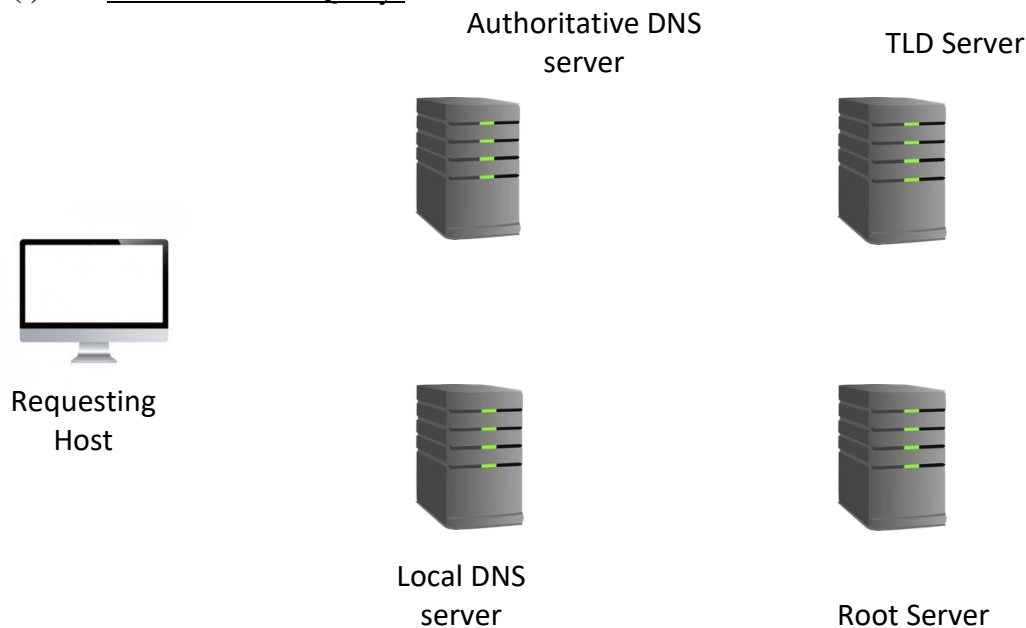 Authoritative DNS
server
TLD Server
Requesting
Host
Local DNS
server
Root Server